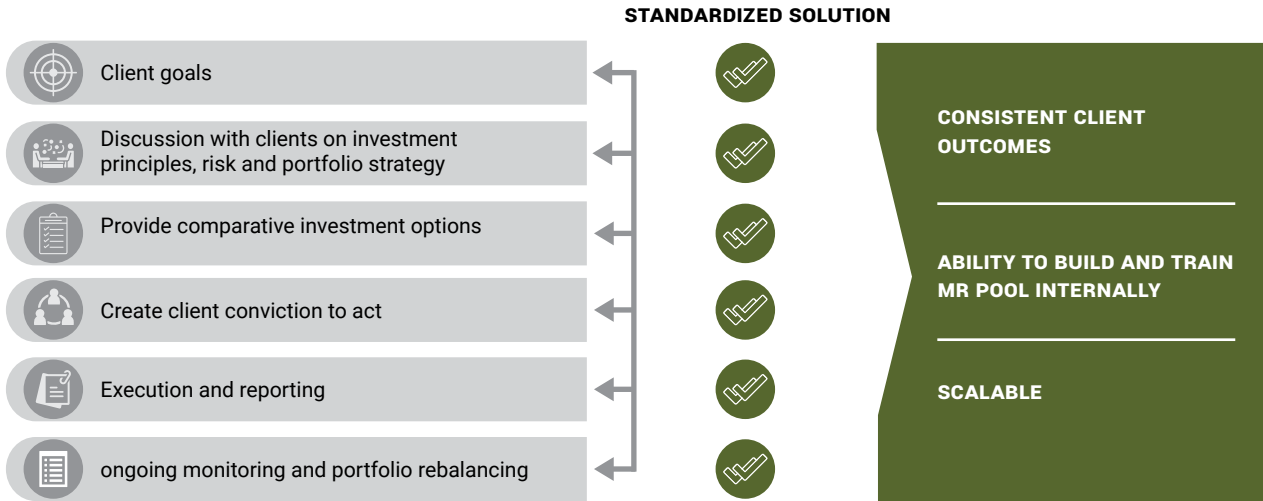 STANDARDIZED SOLUTION
Client goals
Discussion with clients on investment
principles, risk and portfolio strategy
Provide comparative investment options
Create client conviction to act
Execution and reporting
ongoing monitoring and portfolio rebalancing
CONSISTENT CLIENT
OUTCOMES
ABILITY TO BUILD AND TRAIN
MR POOL INTERNALLY
SCALABLE